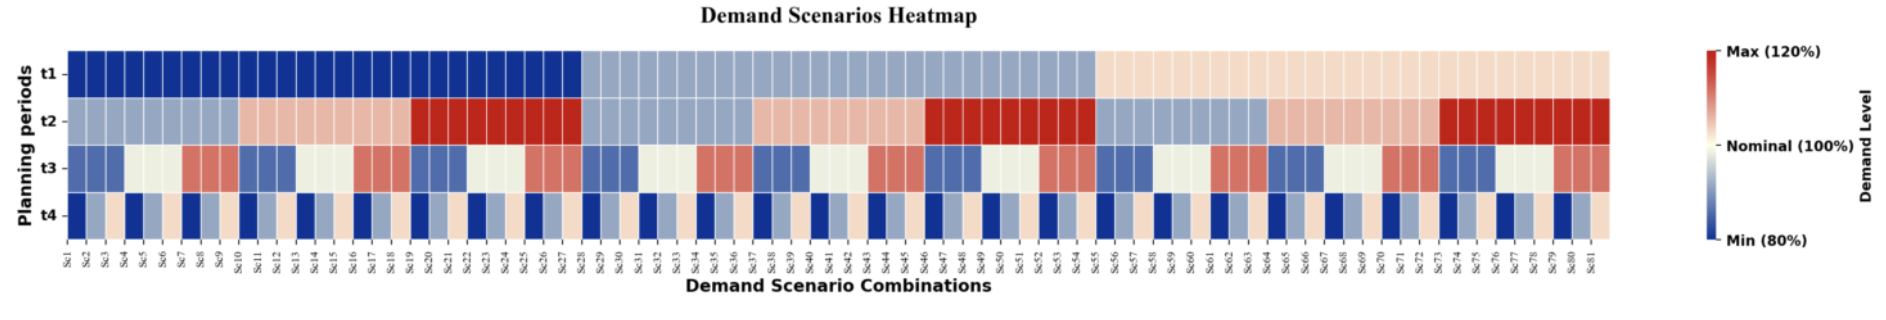 Demand Scenarios Heatmap
Planning periods
t1
t2
t3
t4
Sc1 Sc2 Sc3 Sc4 Sc5 Sc6 Sc7 Sc8 Sc9 Sc10 Sc11 Sc12 Sc13 Sc14 Sc15 Sc16 Sc17 Sc18 Sc19 Sc20 Sc21 Sc22 Sc23 Sc24 Sc25 Sc26 Sc27 Sc28 Sc29 Sc30 Sc31 Sc32 Sc33 Sc34 Sc35 Sc36 Sc37 Sc38 Sc39 Sc40 Sc41 Sc42 Sc43 Sc44 Sc45 Sc46 Sc47 Sc48 Sc49 Sc50 Sc51 Sc52 Sc53 Sc54 Sc55 Sc56 Sc57 Sc58 Sc59 Sc60 Sc61 Sc62 Sc63 Sc64 Sc65 Sc66 Sc67 Sc68 Sc69 Sc70 Sc71 Sc72 Sc73 Sc74 Sc75 Sc76 Sc77 Sc78 Sc79 Sc80 Sc81
Demand Scenario Combinations
Max (120%)
Nominal (100%)
Min (80%)
Demand Level